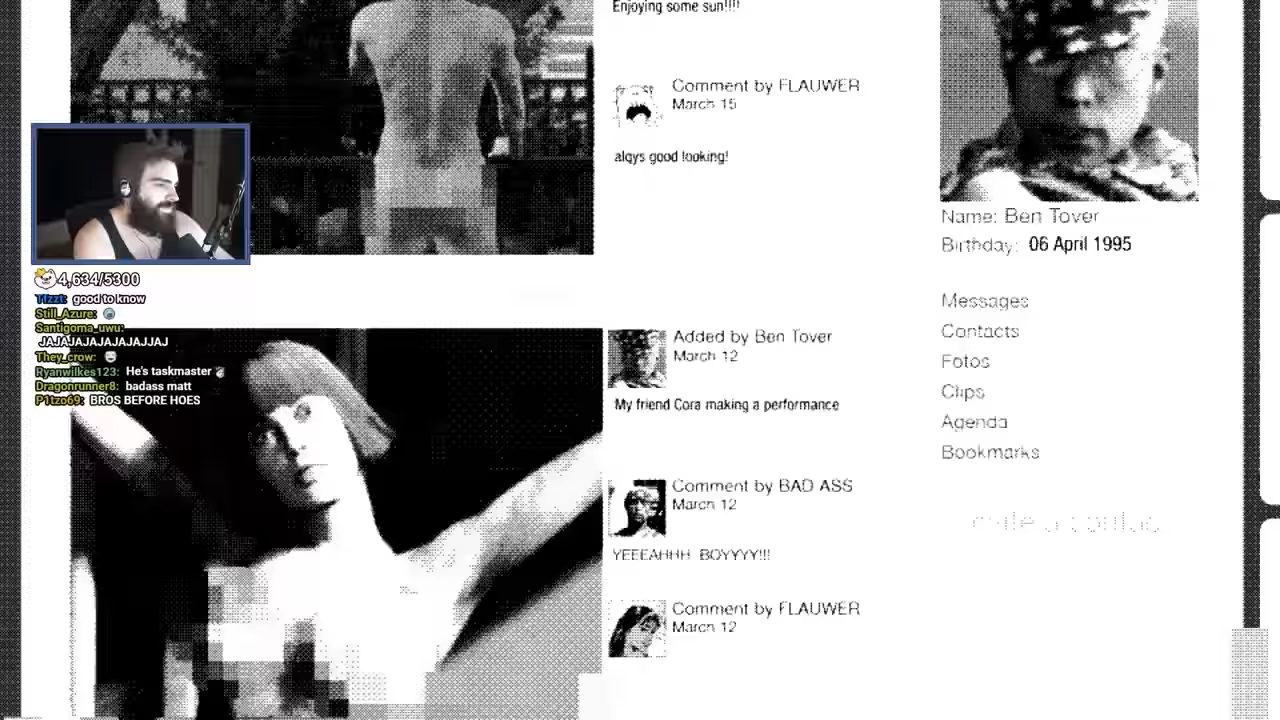 Enjoying some sun!!!!
Comment by FLAUWER
March 15
alqys good looking!
Name: Ben Tover
Birthday: 06 April 1995
Messages
Contacts
Fotos
Clips
Agenda
Bookmarks
4,634/5300
Tfzzt: good to know
Still_Azure:
Santigoma_uwu:
JAJAJAJAJAJAJJAJ
They_crow:
Ryanwilkes123: He's taskmaster
Dragonrunner8: badass matt
P1tzo69: BROS BEFORE HOES
Added by Ben Tover
March 12
My friend Cora making a performance
Comment by BAD ASS
March 12
YEEEAHHH BOYYYY!!!
Comment by FLAUWER
March 12